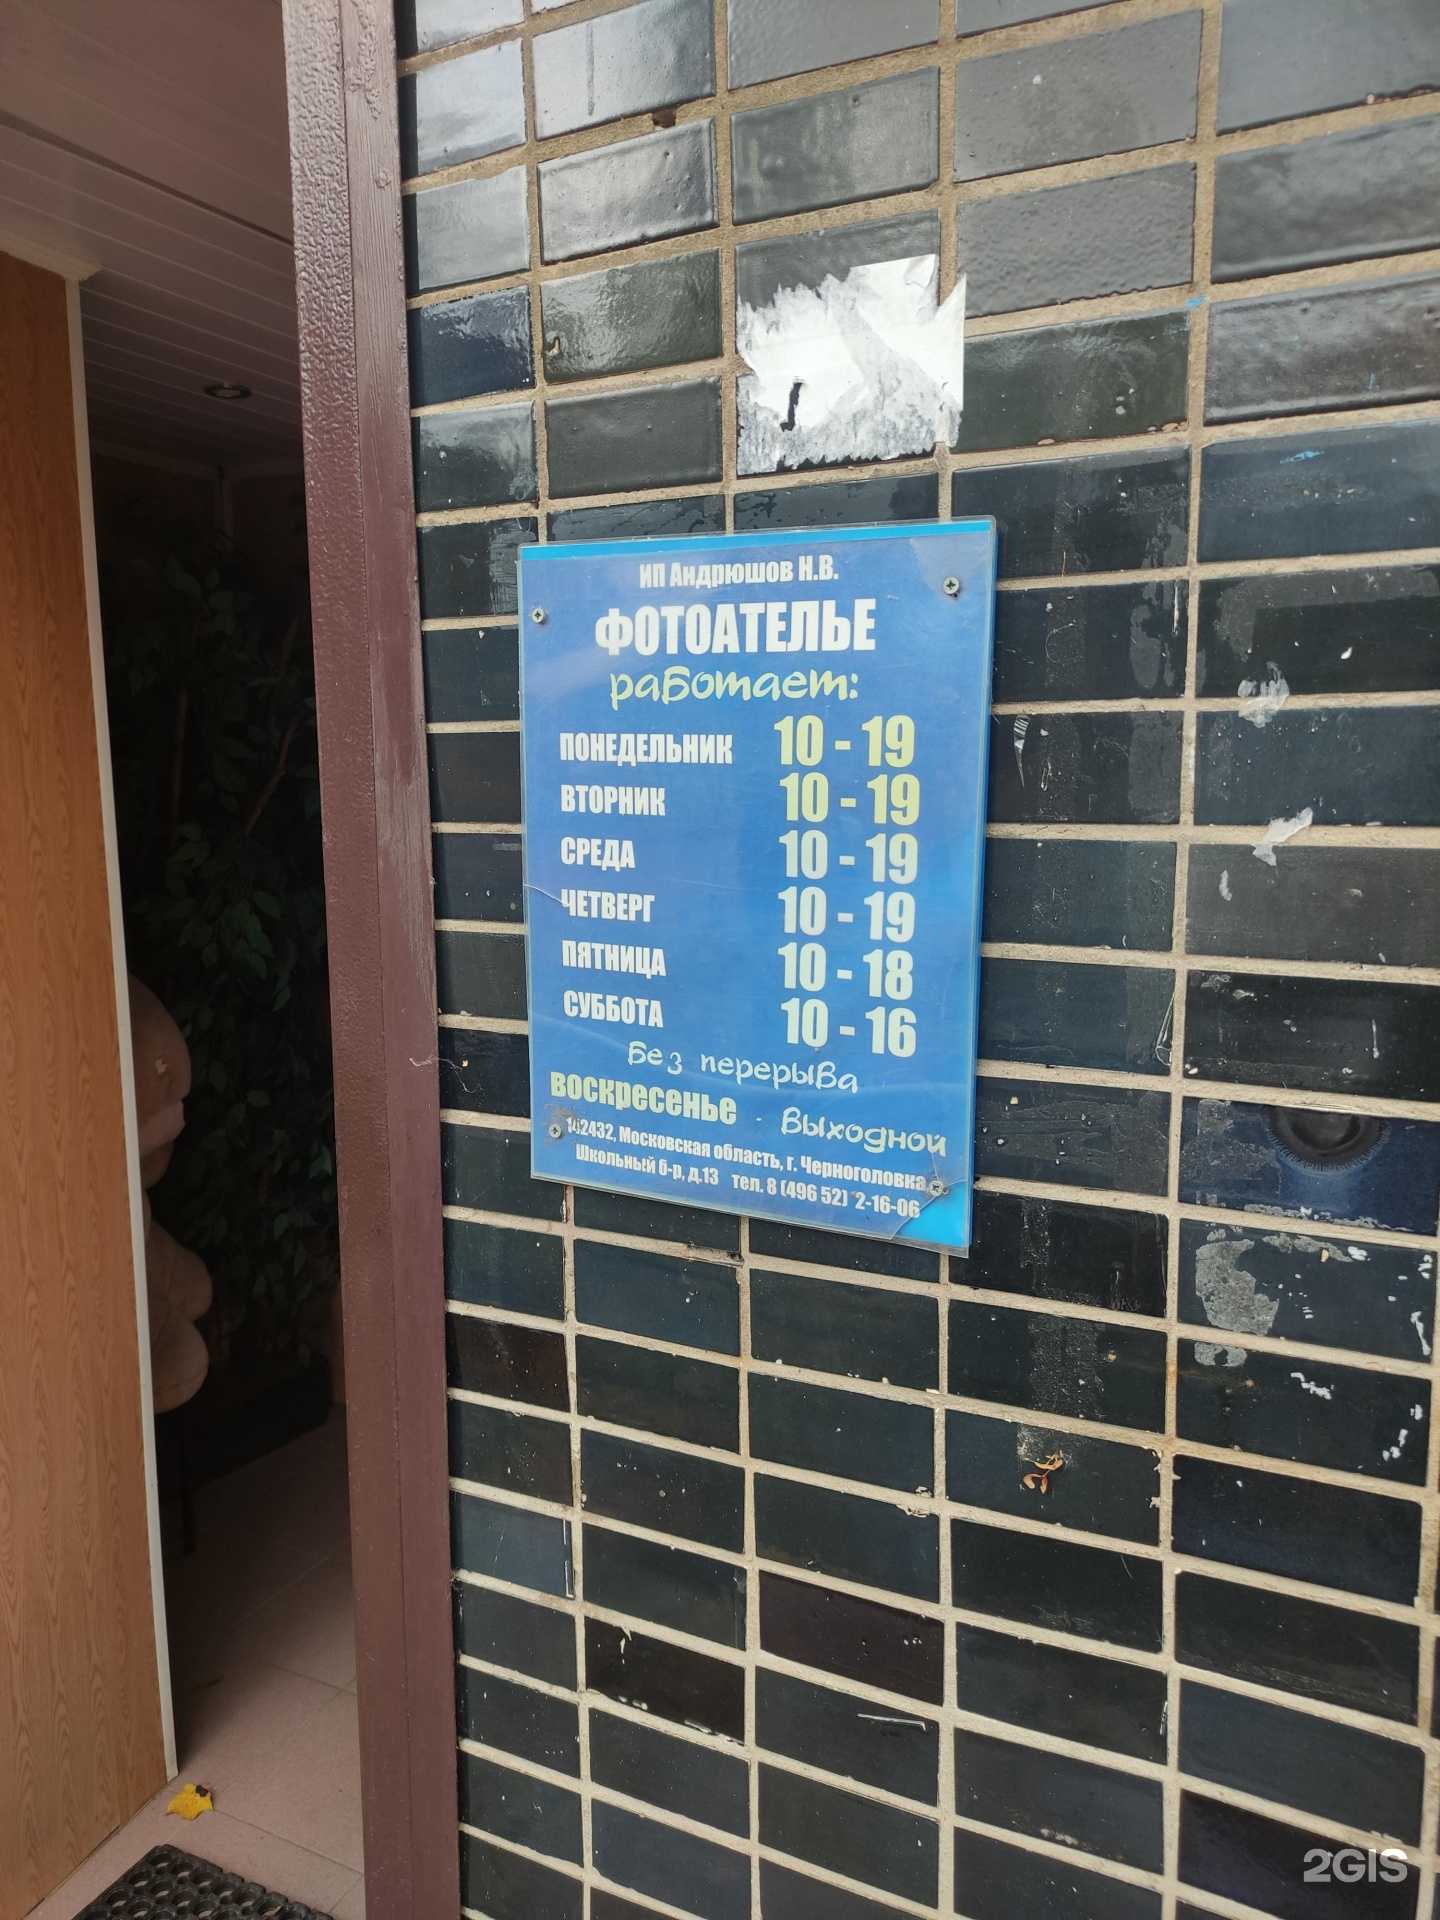 ИП Андрюшов Н.В.
ФОТОАТЕЛЬЕ
работает:
ПОНЕДЕЛЬНИК 10 - 19
ВТОРНИК 10 - 19
СРЕДА 10 - 19
ЧЕТВЕРГ 10 - 19
ПЯТНИЦА 10 - 18
СУББОТА 10 - 16
Без перерыва
воскресенье - выходной
142432, Московская область, г. Черноголовка,
Школьный б-р, д.13 тел. 8 (496 52) 2-16-06
2GIS